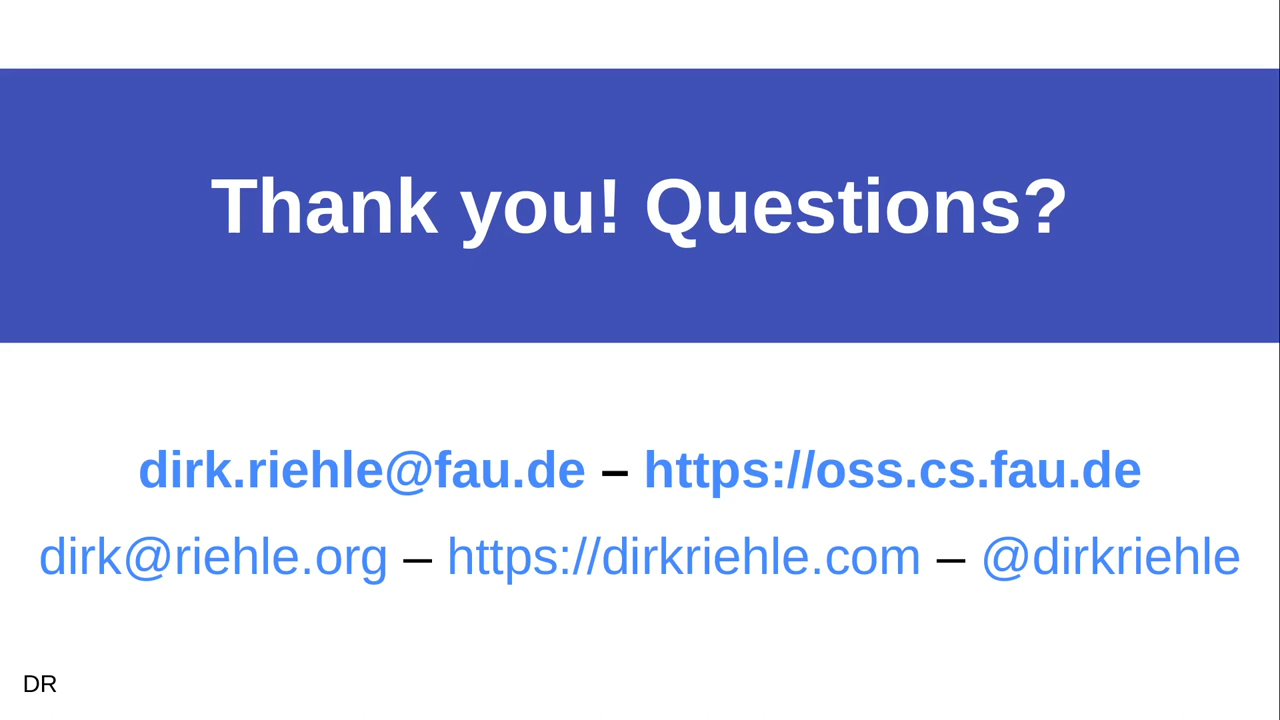 Thank you! Questions?
dirk.riehle@fau.de – https://oss.cs.fau.de
dirk@riehle.org – https://dirkriehle.com – @dirkriehle
DR